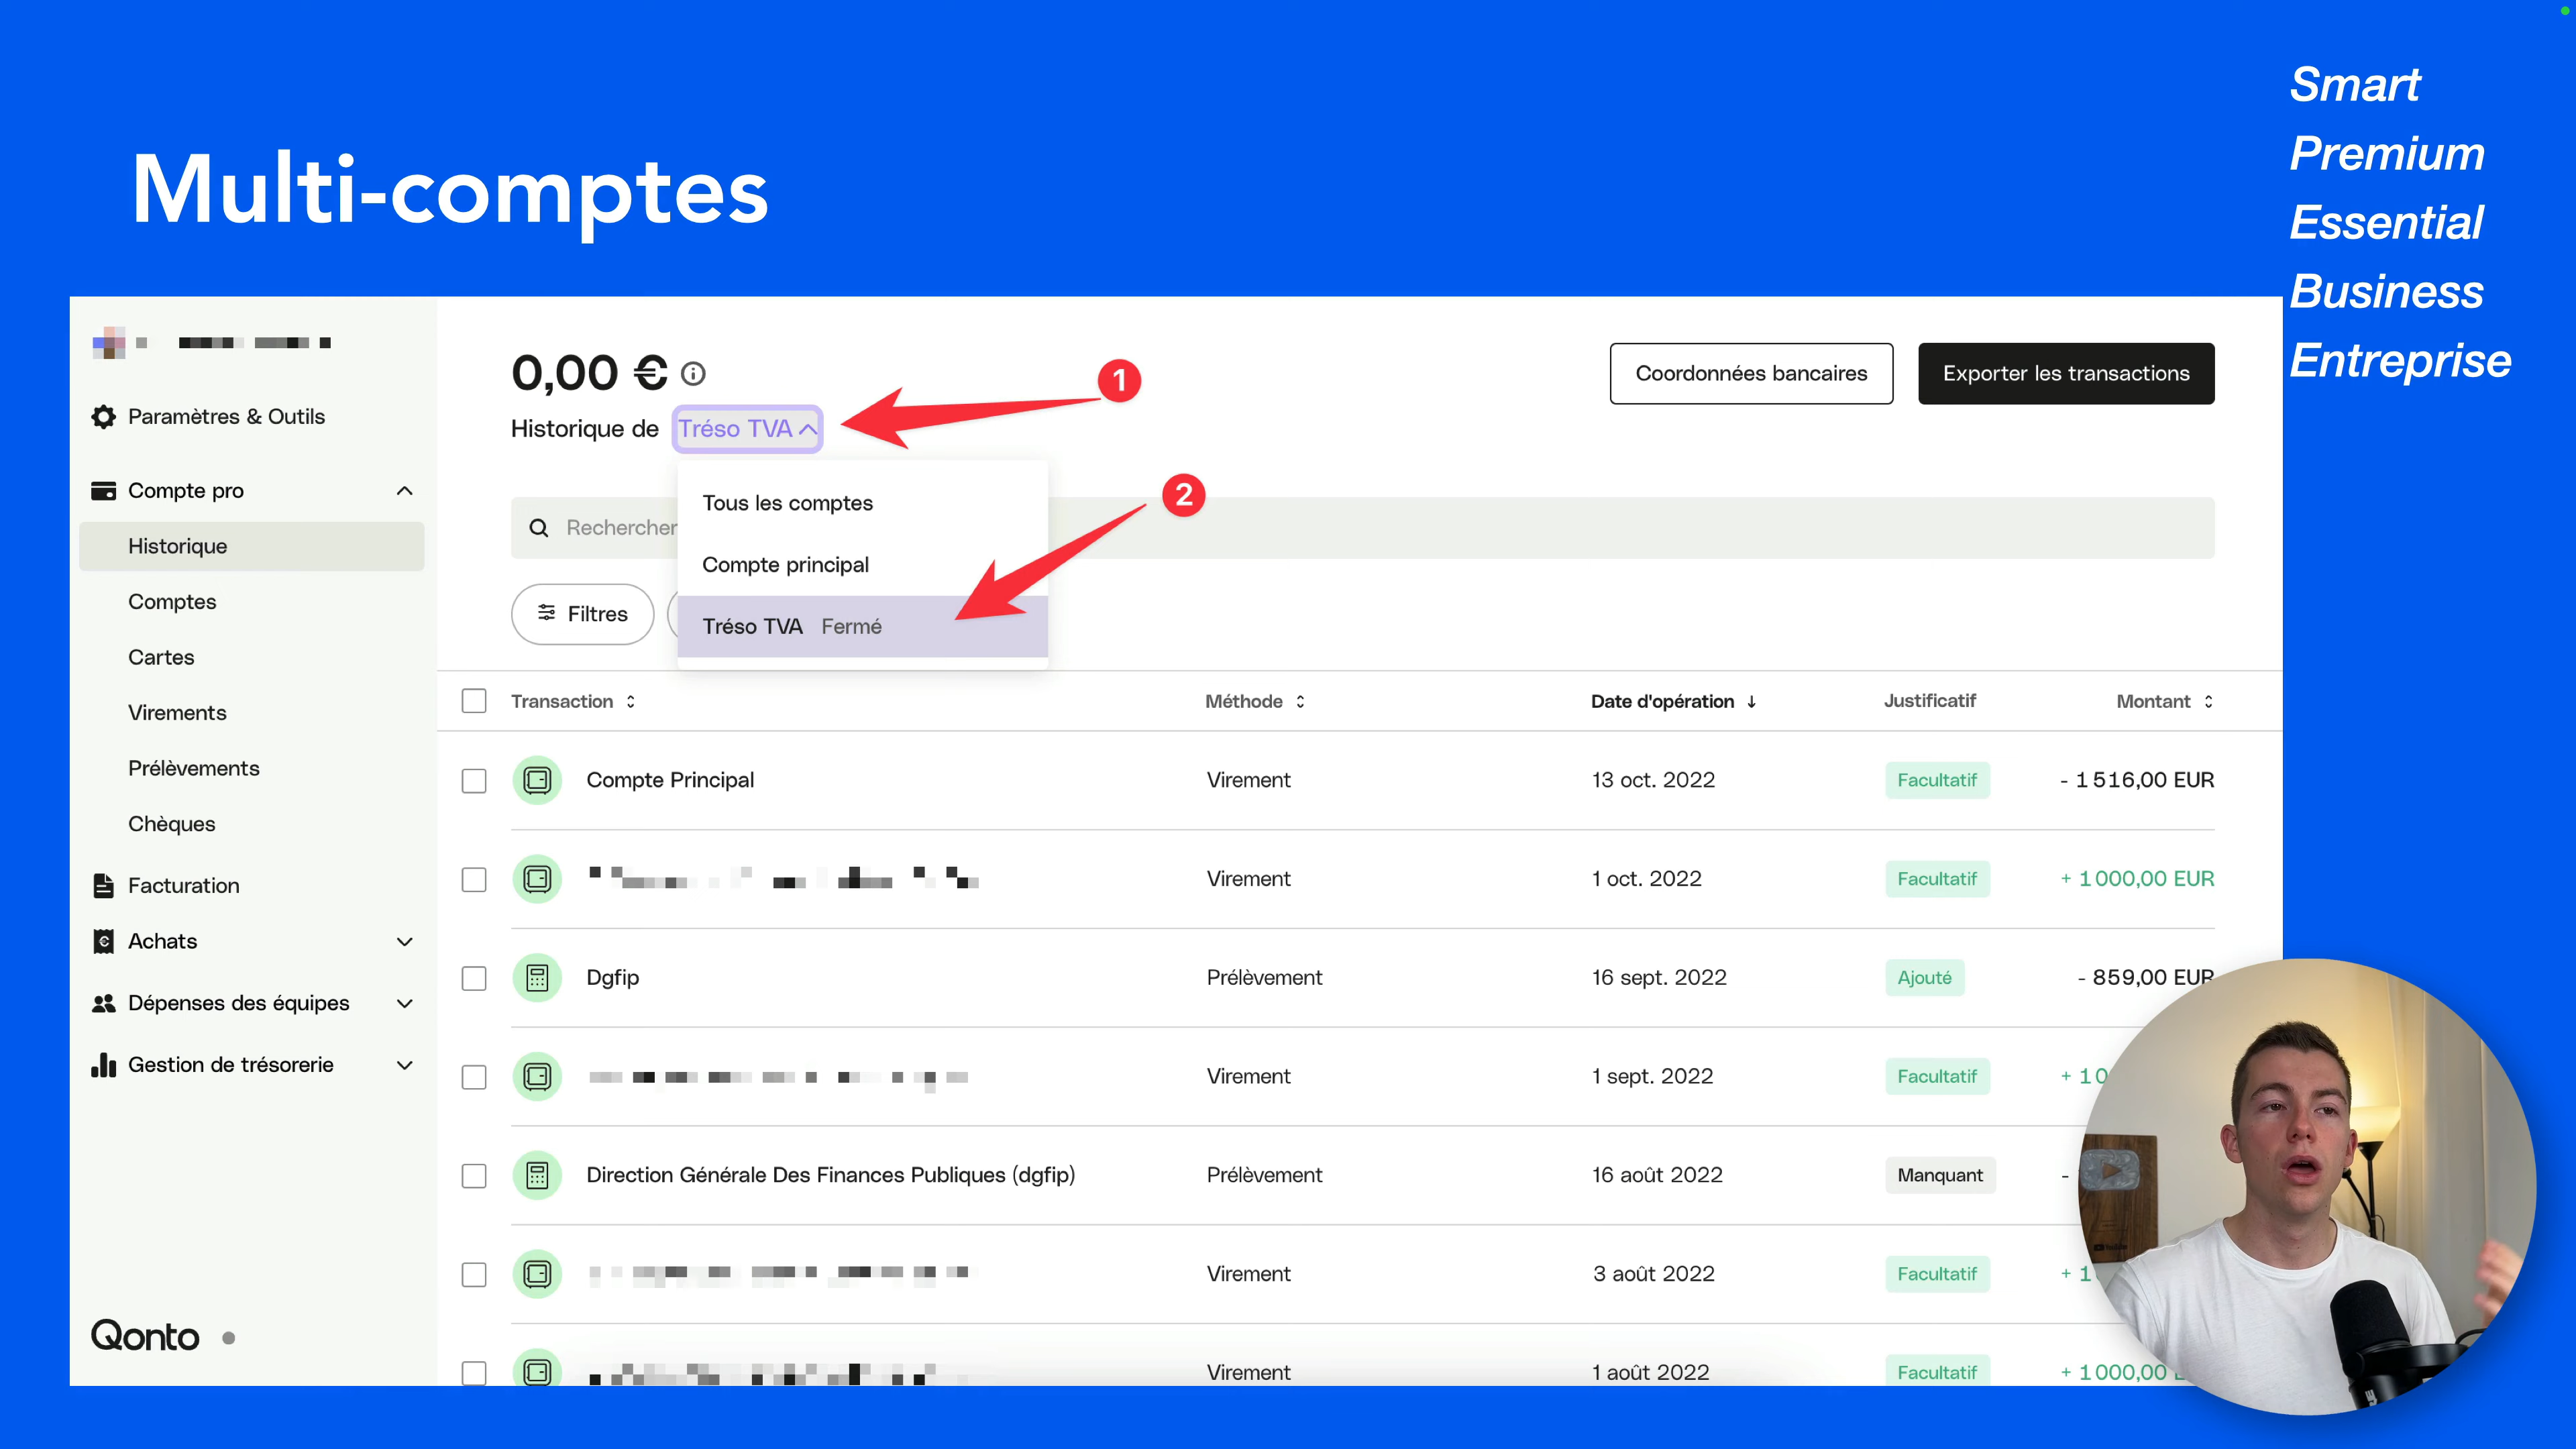 Smart
Premium
Essential
Business
Entreprise
Multi-comptes
Paramètres & Outils
Compte pro
Historique
Comptes
Cartes
Virements
Prélèvements
Chèques
Facturation
Achats
Dépenses des équipes
Gestion de trésorerie
Qonto
0,00 €
1
Coordonnées bancaires
Exporter les transactions
Historique de Tréso TVA
2
Tous les comptes
Rechercher
Compte principal
Filtres
Tréso TVA Fermé
Transaction Méthode Date d'opération Justificatif Montant
Compte Principal Virement 13 oct. 2022 Facultatif - 1 516,00 EUR
Virement 1 oct. 2022 Facultatif + 1 000,00 EUR
Dgfip Prélèvement 16 sept. 2022 Ajouté - 859,00 EUR
Virement 1 sept. 2022 Facultatif
Direction Générale Des Finances Publiques (dgfip) Prélèvement 16 août 2022 Manquant -
Virement 3 août 2022 Facultatif
Virement 1 août 2022 Facultatif + 1 000,00